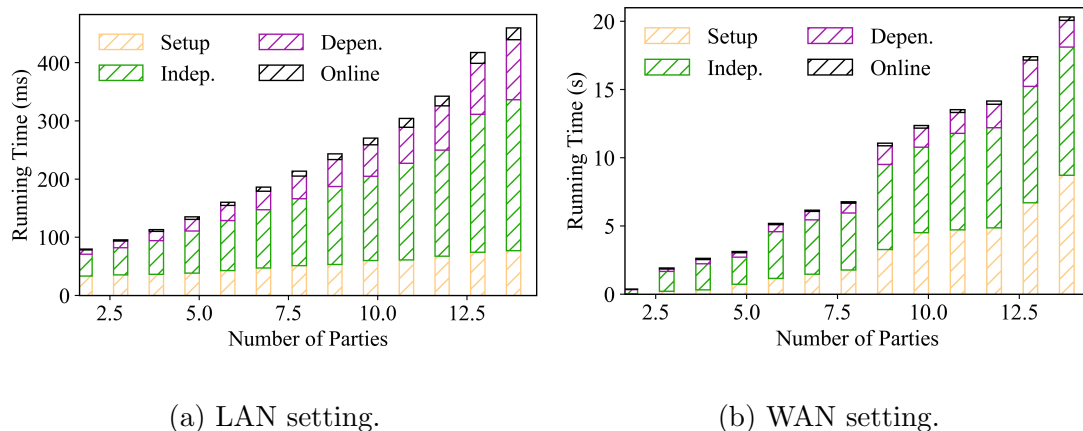 Running Time (ms)
400
300
200
100
0
Setup
Indep.
Depen.
Online
2.5 5.0 7.5 10.0 12.5
Number of Parties
(a) LAN setting.
Running Time (s)
20
15
10
5
0
Setup
Indep.
Depen.
Online
2.5 5.0 7.5 10.0 12.5
Number of Parties
(b) WAN setting.